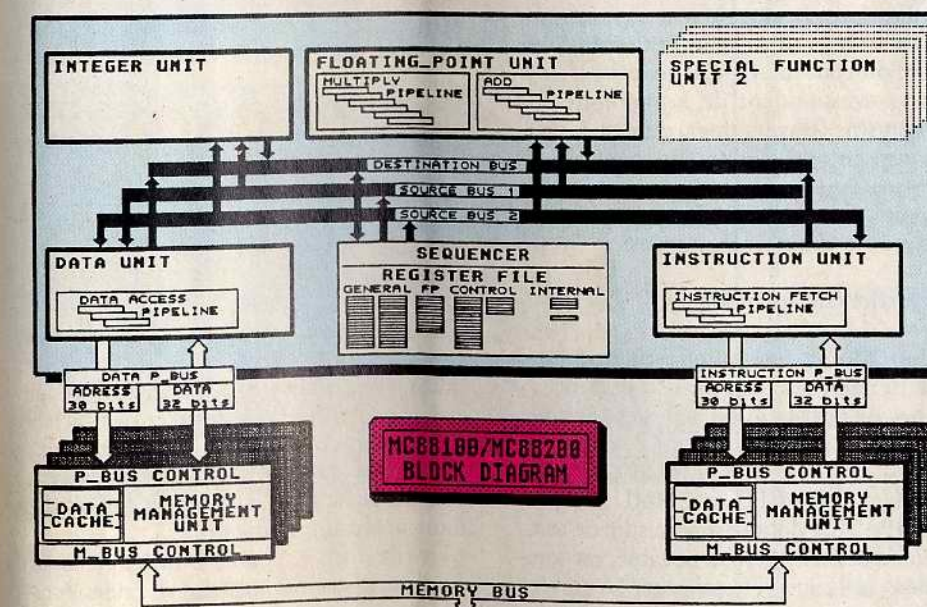 INTEGER UNIT
FLOATING_POINT UNIT
MULTIPLY
PIPELINE
ADD
PIPELINE
SPECIAL FUNCTION
UNIT 2
DESTINATION BUS
SOURCE BUS 1
SOURCE BUS 2
DATA UNIT
DATA ACCESS
PIPELINE
SEQUENCER
REGISTER FILE
GENERAL FP CONTROL INTERNAL
INSTRUCTION UNIT
INSTRUCTION FETCH
PIPELINE
DATA P_BUS
ADRESS
30 bits
DATA
32 bits
INSTRUCTION P_BUS
ADRESS
30 bits
DATA
32 bits
MC88100/MC88200
BLOCK DIAGRAM
P_BUS CONTROL
DATA
CACHE
MEMORY
MANAGEMENT
UNIT
M_BUS CONTROL
P_BUS CONTROL
DATA
CACHE
MEMORY
MANAGEMENT
UNIT
M_BUS CONTROL
MEMORY BUS